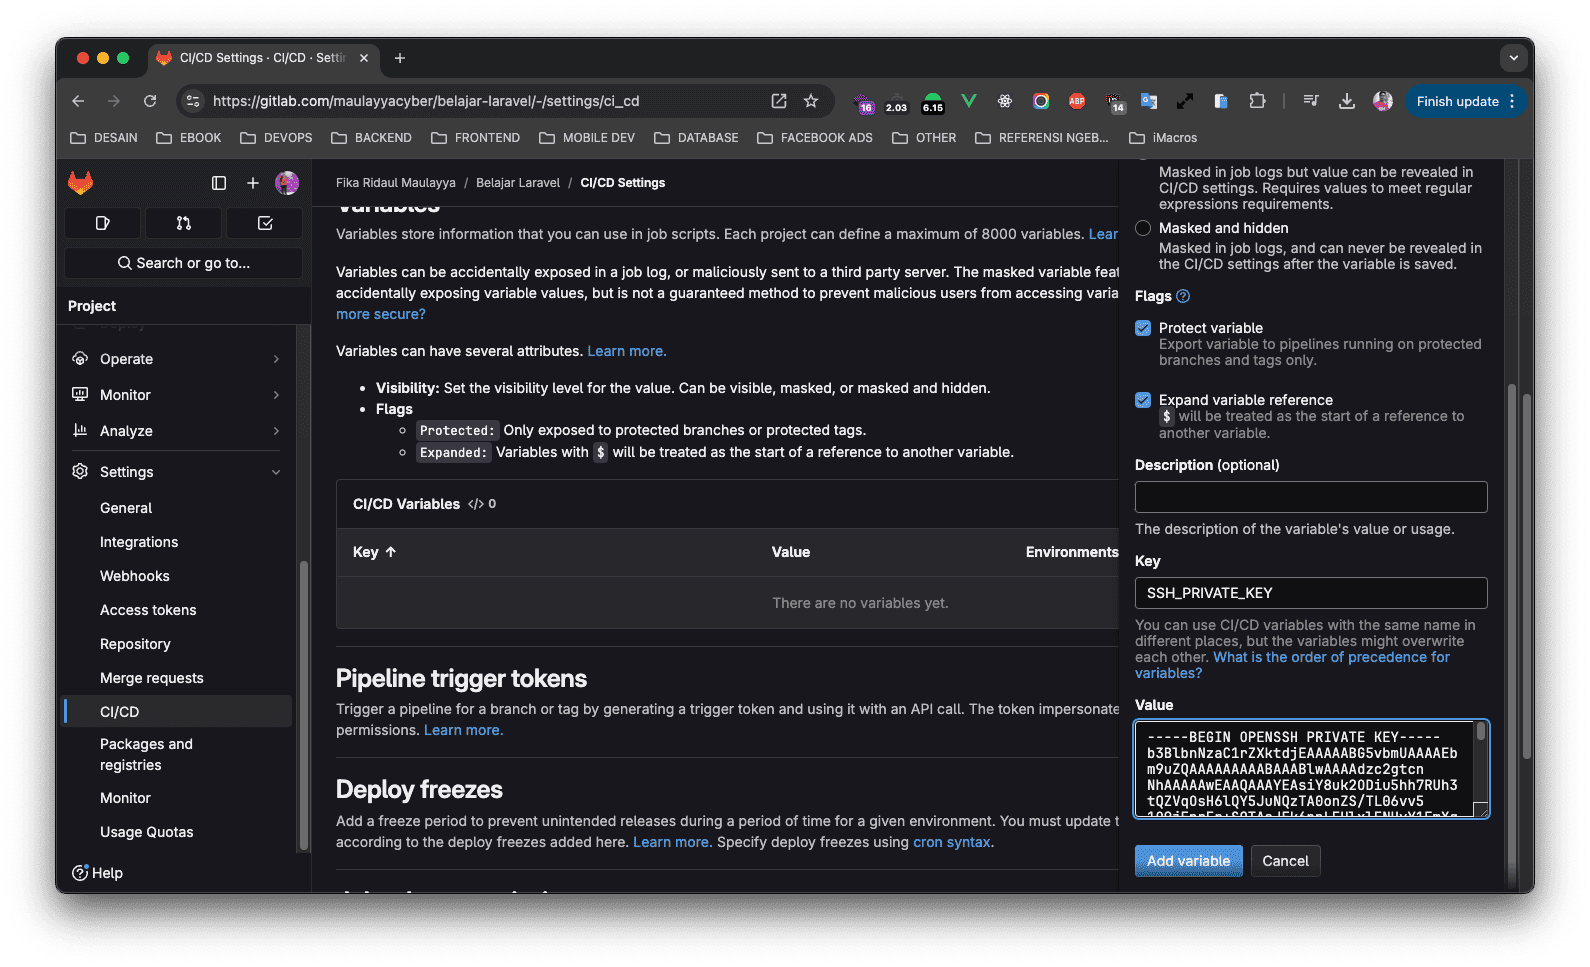 CI/CD Settings · CI/CD · Settin
https://gitlab.com/maulayyacyber/belajar-laravel/-/settings/ci_cd
16
2.03
6.15
ABP
14
Finish update
DESAIN
EBOOK
DEVOPS
BACKEND
FRONTEND
MOBILE DEV
DATABASE
FACEBOOK ADS
OTHER
REFERENSI NGEB...
iMacros
Search or go to...
Project
Deploy
Operate
Monitor
Analyze
Settings
General
Integrations
Webhooks
Access tokens
Repository
Merge requests
CI/CD
Packages and
registries
Monitor
Usage Quotas
Help
Fika Ridaul Maulayya / Belajar Laravel / CI/CD Settings
Variables
Variables store information that you can use in job scripts. Each project can define a maximum of 8000 variables. Lear
Variables can be accidentally exposed in a job log, or maliciously sent to a third party server. The masked variable feat
accidentally exposing variable values, but is not a guaranteed method to prevent malicious users from accessing varia
more secure?
Variables can have several attributes. Learn more.
• Visibility: Set the visibility level for the value. Can be visible, masked, or masked and hidden.
• Flags
Protected: Only exposed to protected branches or protected tags.
Expanded: Variables with $ will be treated as the start of a reference to another variable.
CI/CD Variables </> 0
Key ↑ Value Environments
There are no variables yet.
Pipeline trigger tokens
Trigger a pipeline for a branch or tag by generating a trigger token and using it with an API call. The token impersonate
permissions. Learn more.
Deploy freezes
Add a freeze period to prevent unintended releases during a period of time for a given environment. You must update t
according to the deploy freezes added here. Learn more. Specify deploy freezes using cron syntax.
Masked in job logs but value can be revealed in
CI/CD settings. Requires values to meet regular
expressions requirements.
Masked and hidden
Masked in job logs, and can never be revealed in
the CI/CD settings after the variable is saved.
Flags
Protect variable
Export variable to pipelines running on protected
branches and tags only.
Expand variable reference
$ will be treated as the start of a reference to
another variable.
Description (optional)
The description of the variable's value or usage.
Key
SSH_PRIVATE_KEY
You can use CI/CD variables with the same name in
different places, but the variables might overwrite
each other. What is the order of precedence for
variables?
Value
-----BEGIN OPENSSH PRIVATE KEY-----
b3BlbnNzaC1rZXktdjEAAAAABG5vbmUAAAAEb
m9uZQAAAAAAAAABAAABlwAAAAdzc2gtcn
NhAAAAAwEAAQAAAYEAsiY8uk2ODiu5hh7RUh3
tQZVqOsH6lQY5JuNQzTA0onZS/TL06vv5
Add variable
Cancel